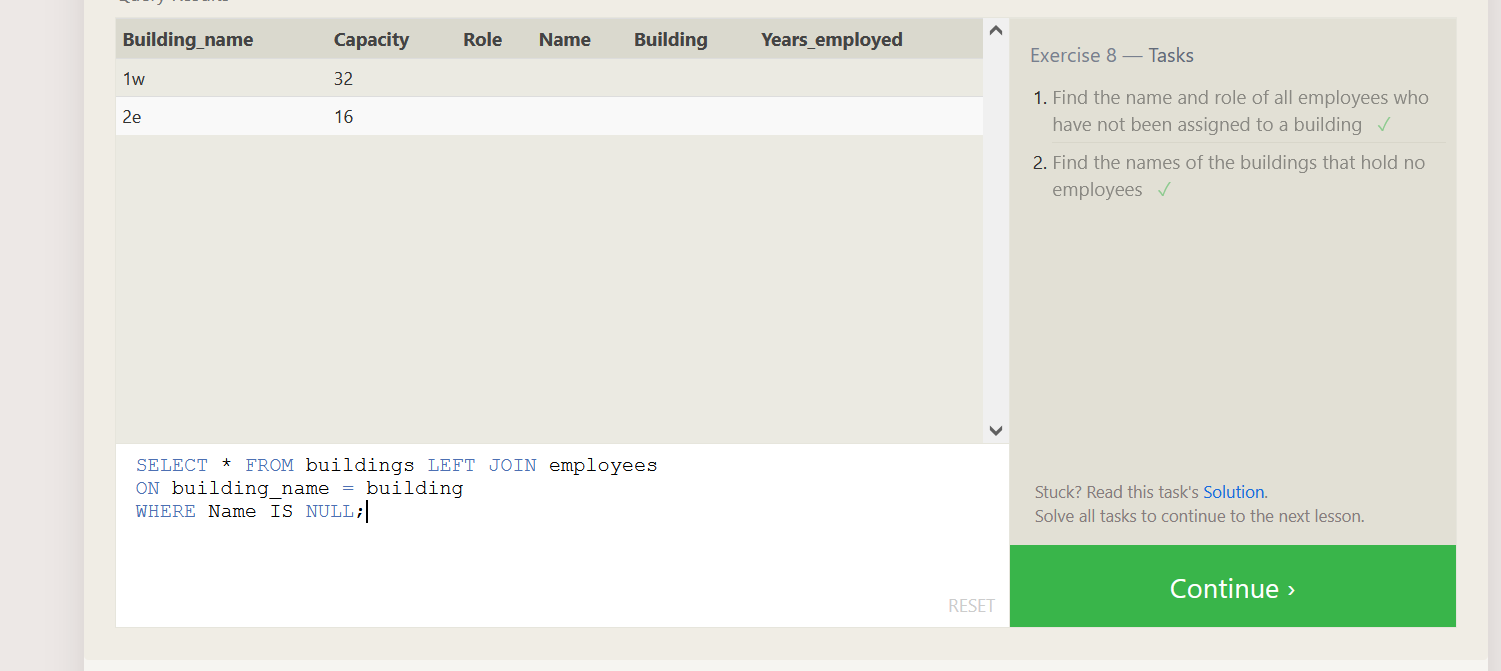 Query Results
Building_name Capacity Role Name Building Years_employed
1w 32
2e 16
SELECT * FROM buildings LEFT JOIN employees
ON building_name = building
WHERE Name IS NULL;
RESET
Exercise 8 — Tasks
1. Find the name and role of all employees who
have not been assigned to a building ✓
2. Find the names of the buildings that hold no
employees ✓
Stuck? Read this task's Solution.
Solve all tasks to continue to the next lesson.
Continue ›